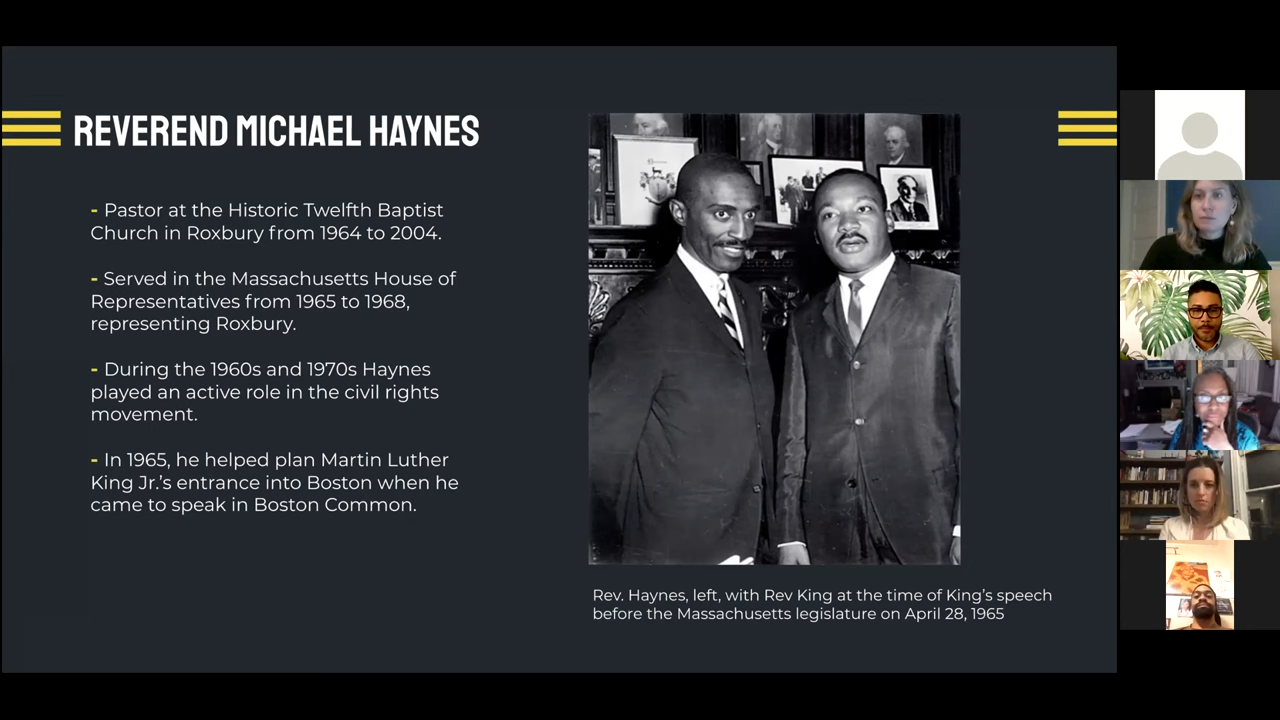 REVEREND MICHAEL HAYNES
- Pastor at the Historic Twelfth Baptist
Church in Roxbury from 1964 to 2004.
- Served in the Massachusetts House of
Representatives from 1965 to 1968,
representing Roxbury.
- During the 1960s and 1970s Haynes
played an active role in the civil rights
movement.
- In 1965, he helped plan Martin Luther
King Jr.’s entrance into Boston when he
came to speak in Boston Common.
Rev. Haynes, left, with Rev King at the time of King’s speech
before the Massachusetts legislature on April 28, 1965